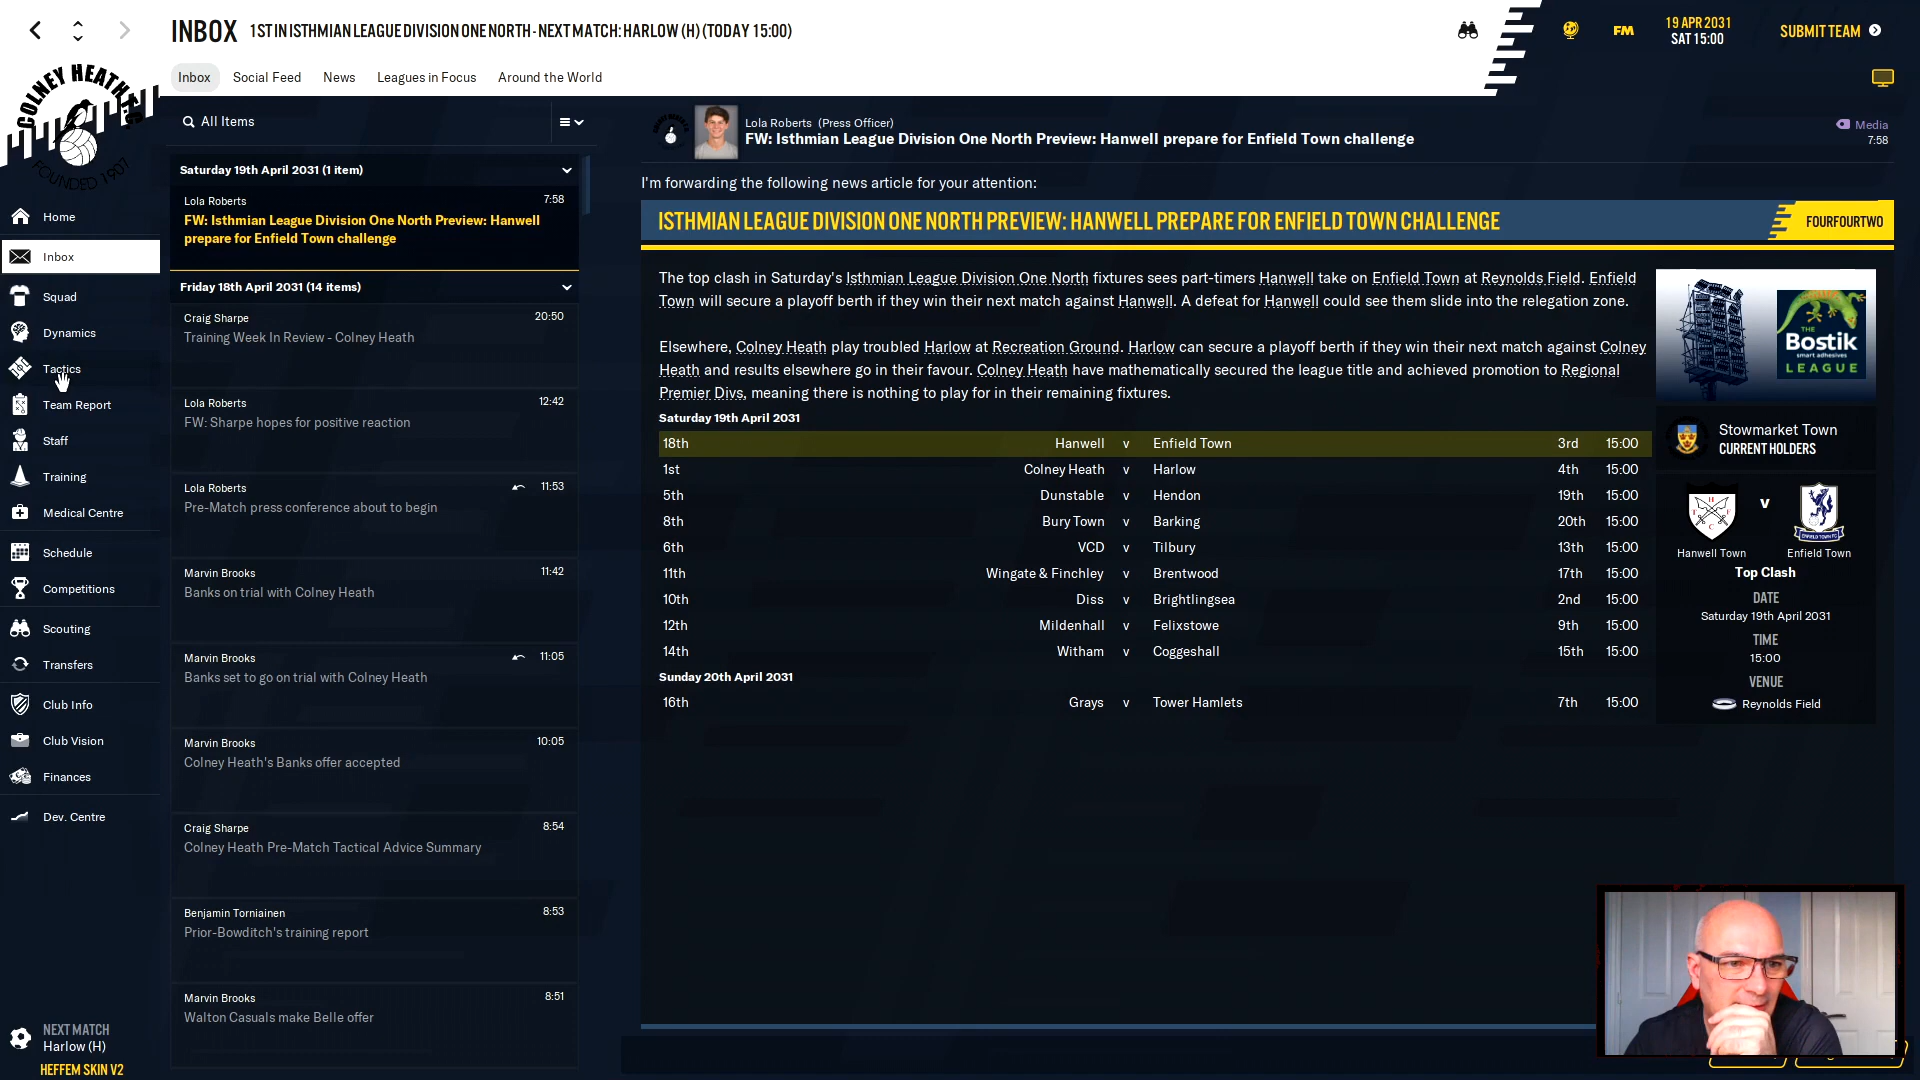 INBOX
1ST IN ISTHMIAN LEAGUE DIVISION ONE NORTH - NEXT MATCH: HARLOW (H) (TODAY 15:00)
FM
19 APR 2031
SAT 15:00
SUBMIT TEAM
Inbox
Social Feed
News
Leagues in Focus
Around the World
COLNEY HEATH
FOUNDED 1907
Home
Inbox
Squad
Dynamics
Tactics
Team Report
Staff
Training
Medical Centre
Schedule
Competitions
Scouting
Transfers
Club Info
Club Vision
Finances
Dev. Centre
NEXT MATCH
Harlow (H)
HEFFEM SKIN V2
All Items
Saturday 19th April 2031 (1 item)
Lola Roberts 7:58
FW: Isthmian League Division One North Preview: Hanwell
prepare for Enfield Town challenge
Friday 18th April 2031 (14 items)
Craig Sharpe 20:50
Training Week In Review - Colney Heath
Lola Roberts 12:42
FW: Sharpe hopes for positive reaction
Lola Roberts 11:53
Pre-Match press conference about to begin
Marvin Brooks 11:42
Banks on trial with Colney Heath
Marvin Brooks 11:05
Banks set to go on trial with Colney Heath
Marvin Brooks 10:05
Colney Heath's Banks offer accepted
Craig Sharpe 8:54
Colney Heath Pre-Match Tactical Advice Summary
Benjamin Torniainen 8:53
Prior-Bowditch's training report
Marvin Brooks 8:51
Walton Casuals make Belle offer
Lola Roberts (Press Officer)
FW: Isthmian League Division One North Preview: Hanwell prepare for Enfield Town challenge
Media
7:58
I'm forwarding the following news article for your attention:
ISTHMIAN LEAGUE DIVISION ONE NORTH PREVIEW: HANWELL PREPARE FOR ENFIELD TOWN CHALLENGE
FOURFOURTWO
The top clash in Saturday's Isthmian League Division One North fixtures sees part-timers Hanwell take on Enfield Town at Reynolds Field. Enfield
Town will secure a playoff berth if they win their next match against Hanwell. A defeat for Hanwell could see them slide into the relegation zone.
Elsewhere, Colney Heath play troubled Harlow at Recreation Ground. Harlow can secure a playoff berth if they win their next match against Colney
Heath and results elsewhere go in their favour. Colney Heath have mathematically secured the league title and achieved promotion to Regional
Premier Divs, meaning there is nothing to play for in their remaining fixtures.
Saturday 19th April 2031
18th Hanwell v Enfield Town 3rd 15:00
1st Colney Heath v Harlow 4th 15:00
5th Dunstable v Hendon 19th 15:00
8th Bury Town v Barking 20th 15:00
6th VCD v Tilbury 13th 15:00
11th Wingate & Finchley v Brentwood 17th 15:00
10th Diss v Brightlingsea 2nd 15:00
12th Mildenhall v Felixstowe 9th 15:00
14th Witham v Coggeshall 15th 15:00
Sunday 20th April 2031
16th Grays v Tower Hamlets 7th 15:00
THE
Bostik
smart adhesives
LEAGUE
Stowmarket Town
CURRENT HOLDERS
v
Hanwell Town
Enfield Town
Top Clash
DATE
Saturday 19th April 2031
TIME
15:00
VENUE
Reynolds Field